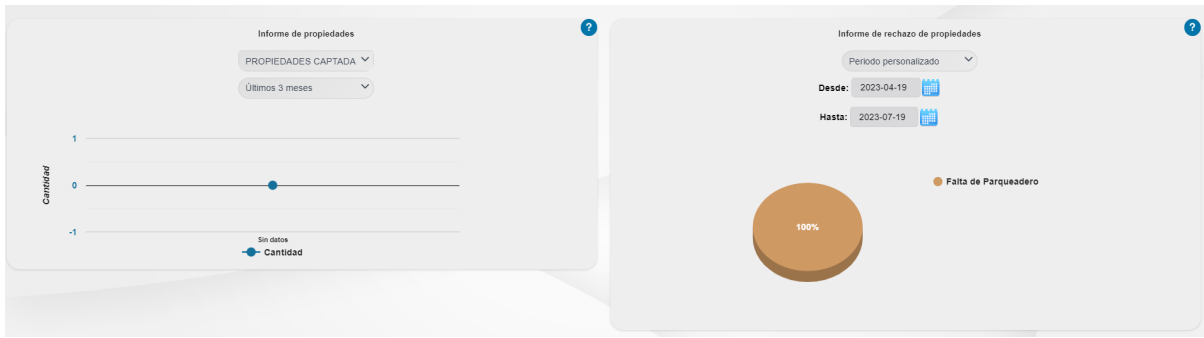 Informe de propiedades
?
PROPIEDADES CAPTADA
Últimos 3 meses
1
0
-1
Cantidad
Sin datos
Cantidad
Informe de rechazo de propiedades
?
Periodo personalizado
Desde: 2023-04-19
Hasta: 2023-07-19
100%
Falta de Parqueadero